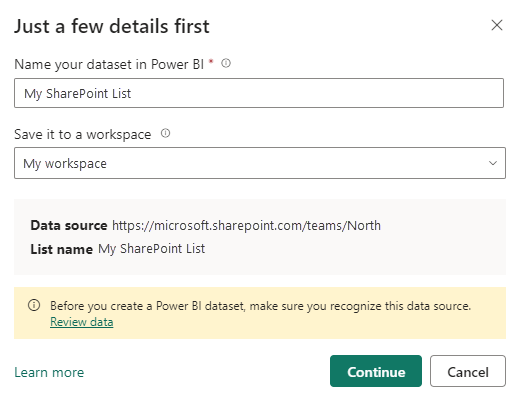 Just a few details first
Name your dataset in Power BI *
My SharePoint List
Save it to a workspace
My workspace
Data source https://microsoft.sharepoint.com/teams/North
List name My SharePoint List
Before you create a Power BI dataset, make sure you recognize this data source.
Review data
Learn more
Continue
Cancel